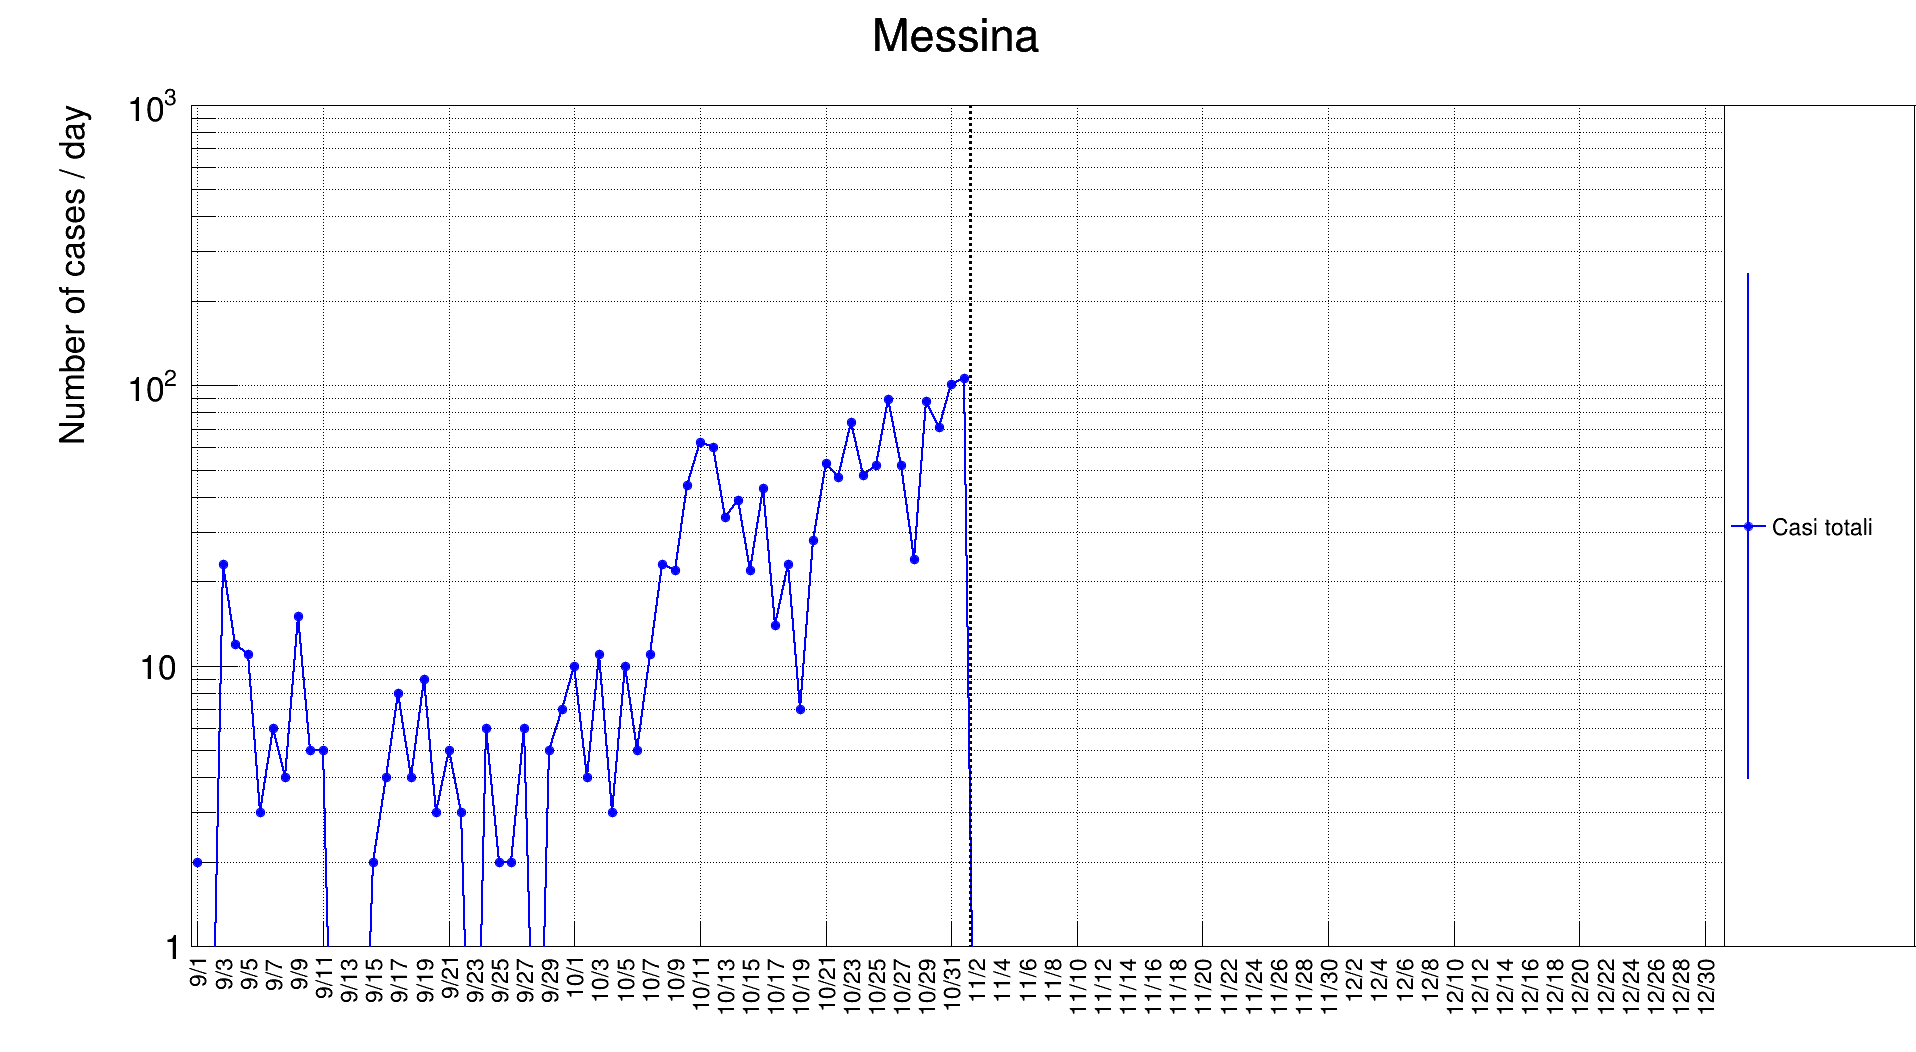 Messina
Number of cases / day
10³
10²
10
1
9/1 9/3 9/5 9/7 9/9 9/11 9/13 9/15 9/17 9/19 9/21 9/23 9/25 9/27 9/29 10/1 10/3 10/5 10/7 10/9 10/11 10/13 10/15 10/17 10/19 10/21 10/23 10/25 10/27 10/29 10/31 11/2 11/4 11/6 11/8 11/10 11/12 11/14 11/16 11/18 11/20 11/22 11/24 11/26 11/28 11/30 12/2 12/4 12/6 12/8 12/10 12/12 12/14 12/16 12/18 12/20 12/22 12/24 12/26 12/28 12/30
Casi totali